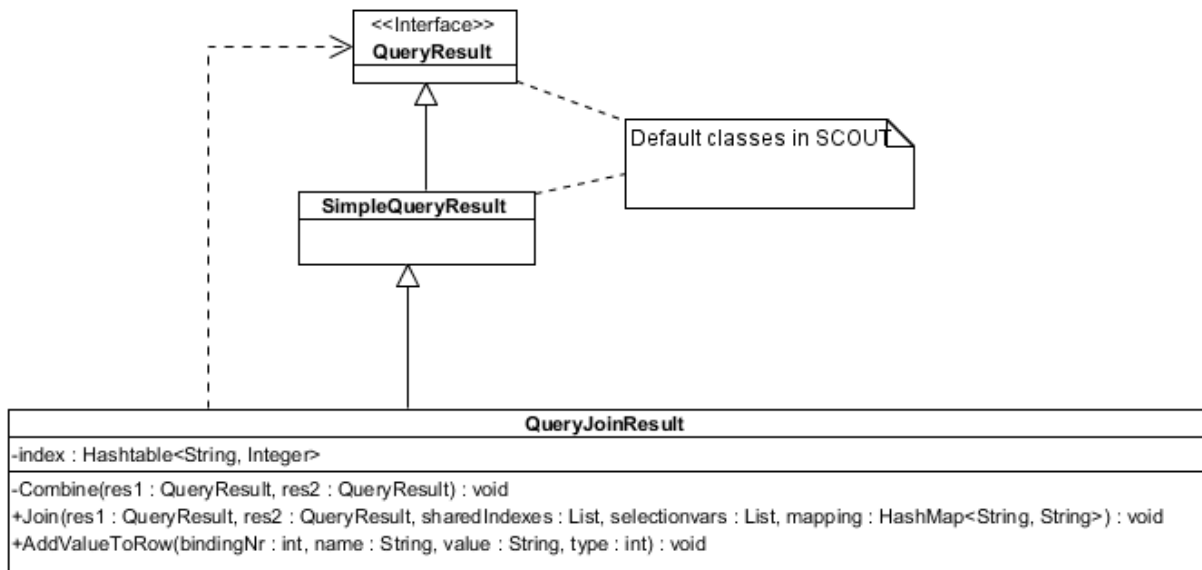 <<Interface>>
QueryResult
Default classes in SCOUT
SimpleQueryResult
QueryJoinResult
-index : Hashtable<String, Integer>
-Combine(res1 : QueryResult, res2 : QueryResult) : void
+Join(res1 : QueryResult, res2 : QueryResult, sharedIndexes : List, selectionvars : List, mapping : HashMap<String, String>) : void
+AddValueToRow(bindingNr : int, name : String, value : String, type : int) : void